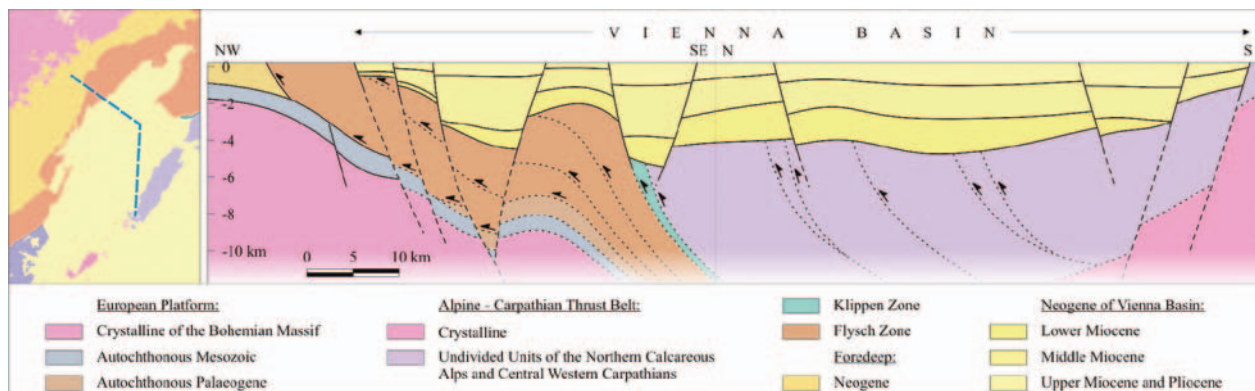 V I E N N A B A S I N
NW SE N S
0
-2
-4
-6
-8
-10 km
0 5 10 km
European Platform:
Crystalline of the Bohemian Massif
Autochthonous Mesozoic
Autochthonous Palaeogene
Alpine - Carpathian Thrust Belt:
Crystalline
Undivided Units of the Northern Calcareous
Alps and Central Western Carpathians
Klippen Zone
Flysch Zone
Foredeep:
Neogene
Neogene of Vienna Basin:
Lower Miocene
Middle Miocene
Upper Miocene and Pliocene